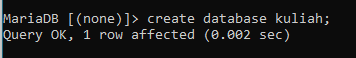 MariaDB [(none)]> create database kuliah;
Query OK, 1 row affected (0.002 sec)